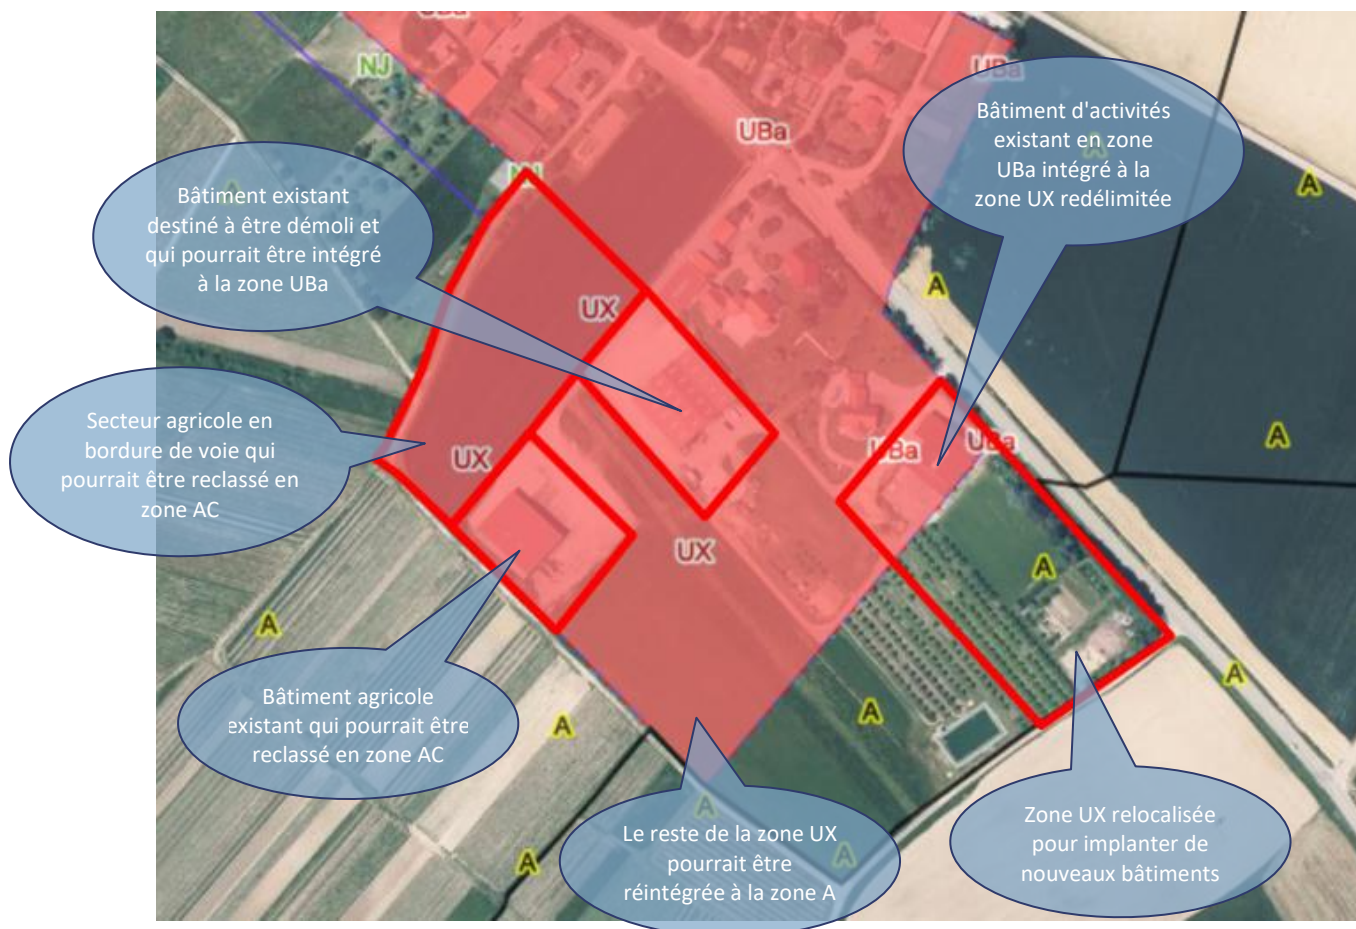 UBa
NJ
UBa
UBa
Bâtiment d'activités
existant en zone
UBa intégré à la
zone UX redélimitée
A
A
NJ
Bâtiment existant
destiné à être démoli et
qui pourrait être intégré
à la zone UBa
A
A
UX
Secteur agricole en
bordure de voie qui
pourrait être reclassé en
zone AC
UX
UBa
UBa
A
UX
A
A
Bâtiment agricole
existant qui pourrait être
reclassé en zone AC
A
A
A
Le reste de la zone UX
pourrait être
réintégrée à la zone A
A
A
A
Zone UX relocalisée
pour implanter de
nouveaux bâtiments